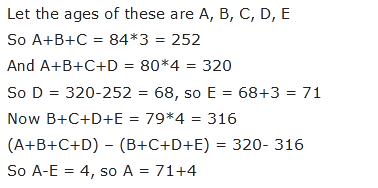 Let the ages of these are A, B, C, D, E
So A+B+C = 84*3 = 252
And A+B+C+D = 80*4 = 320
So D = 320-252 = 68, so E = 68+3 = 71
Now B+C+D+E = 79*4 = 316
(A+B+C+D) – (B+C+D+E) = 320- 316
So A-E = 4, so A = 71+4